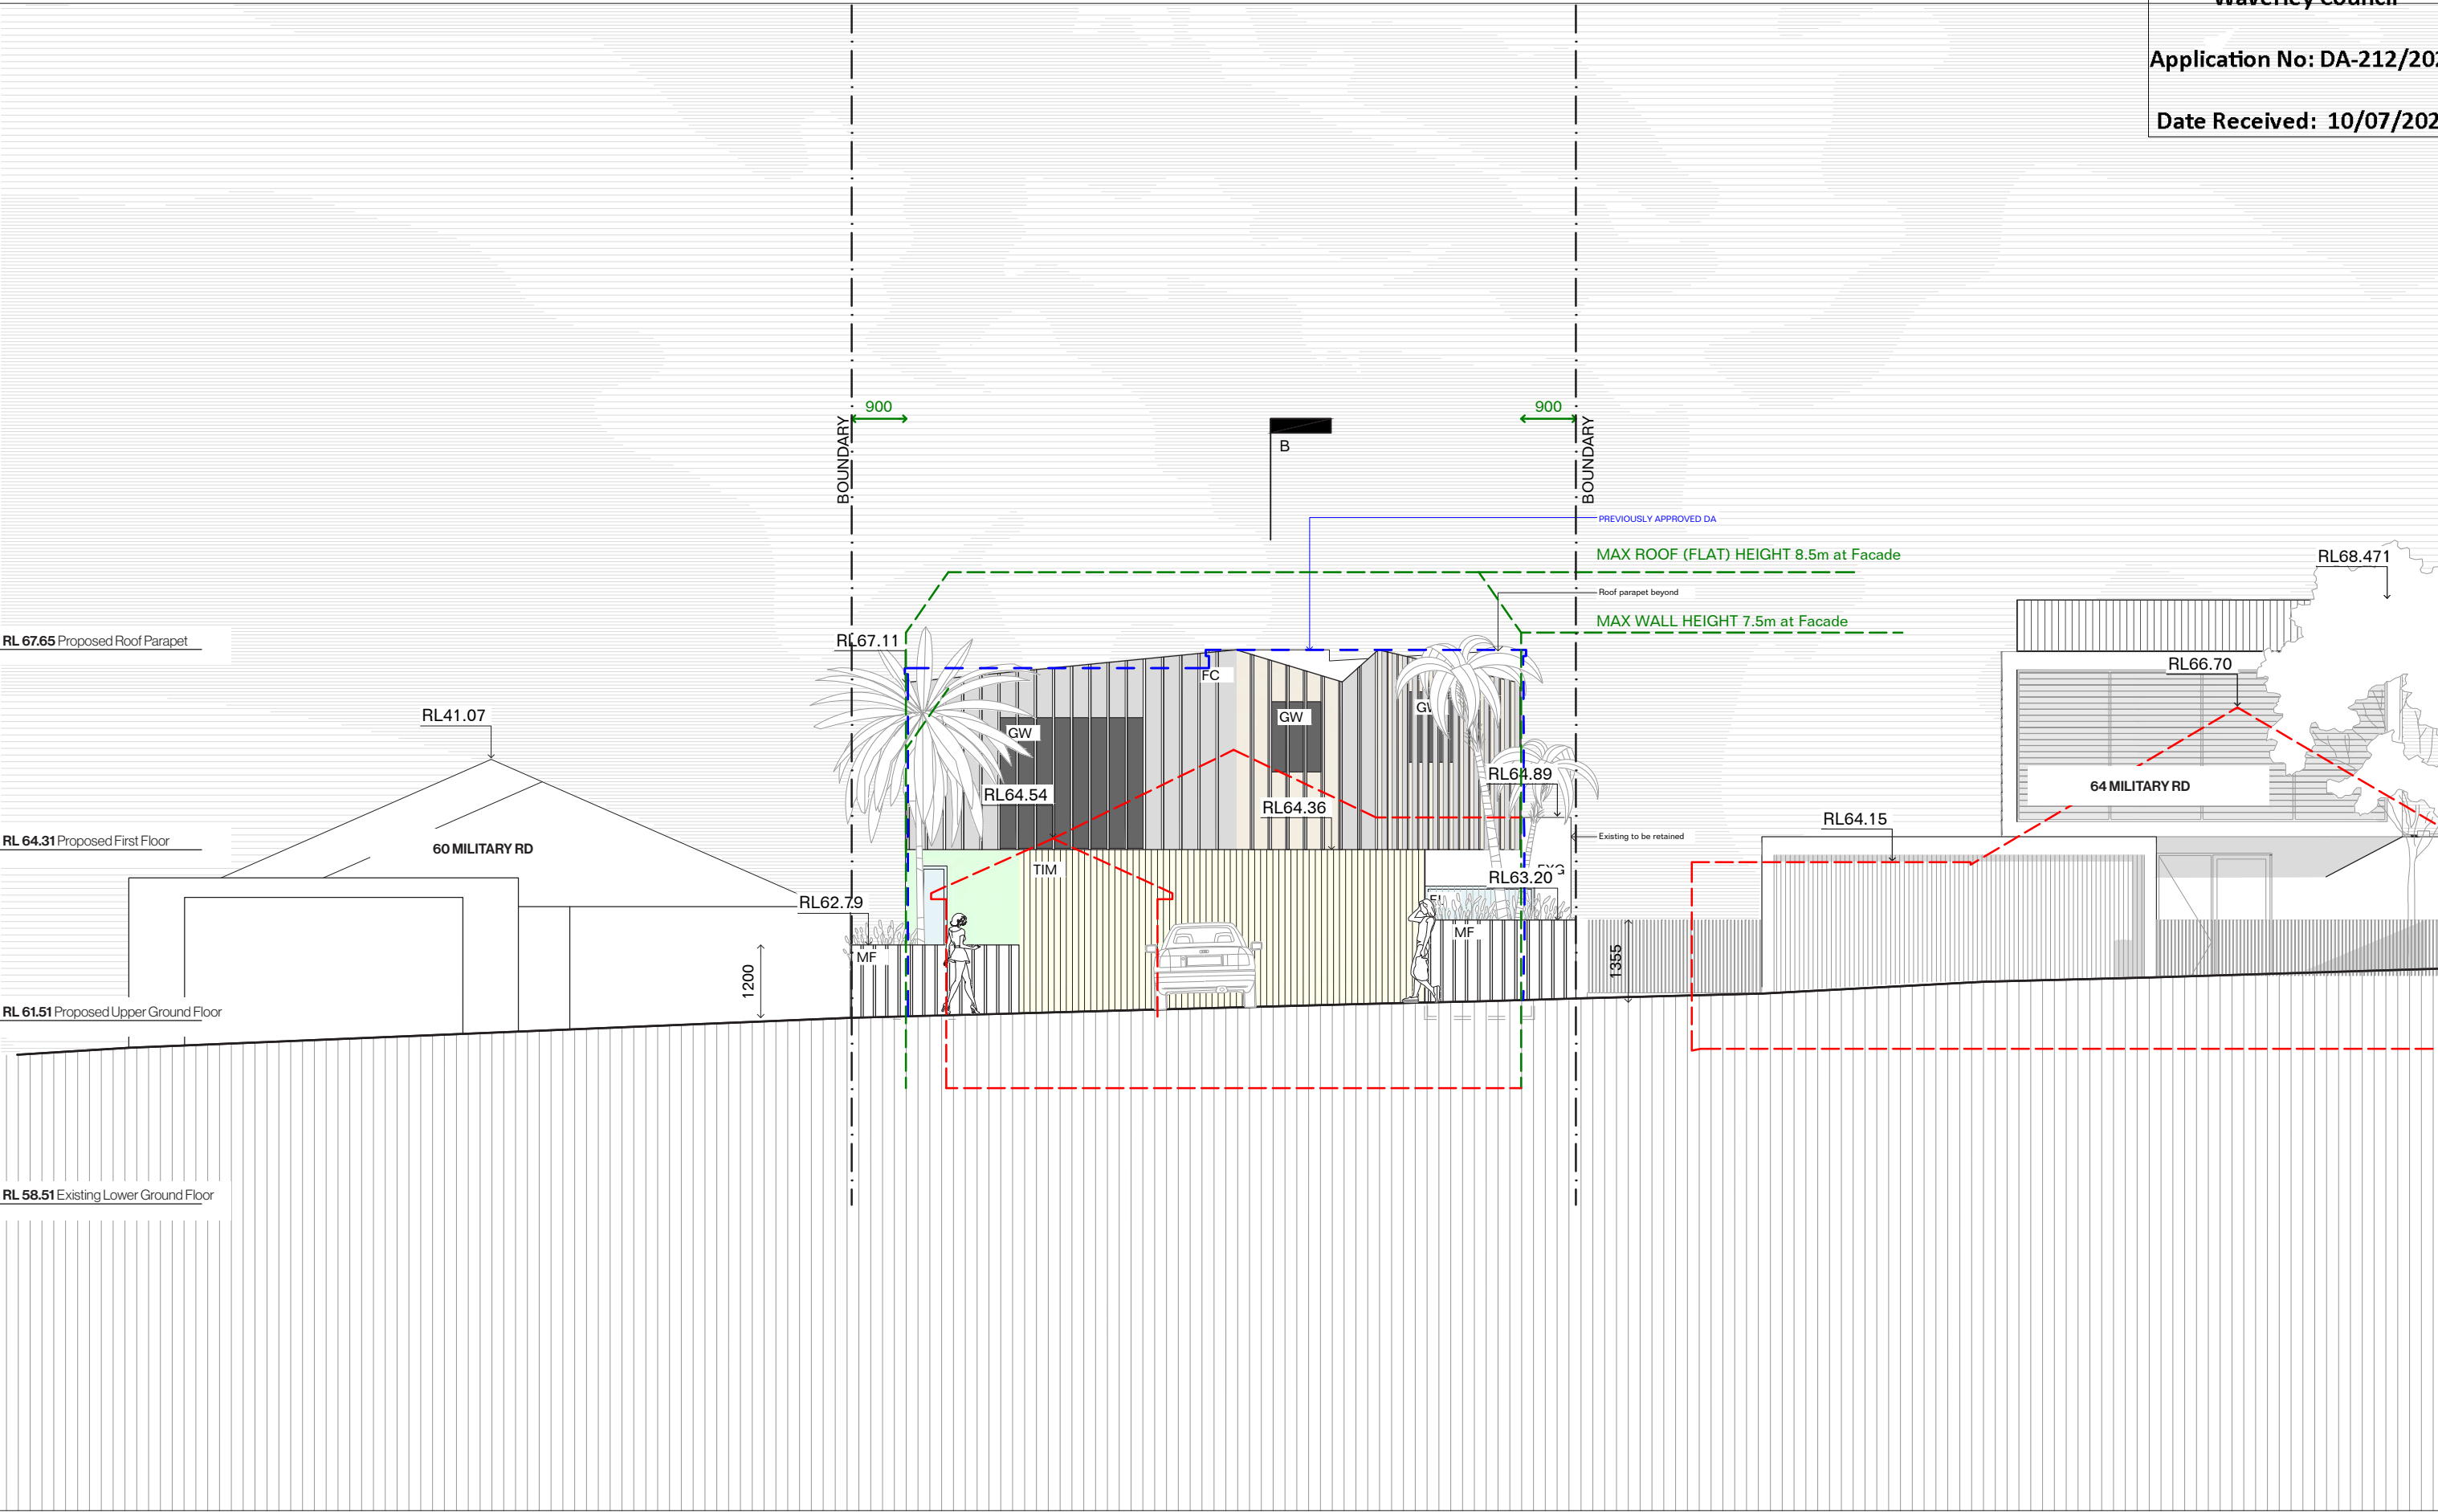 Waverley Council
Application No: DA-212/202
Date Received: 10/07/202
900
900
BOUNDARY
BOUNDARY
B
PREVIOUSLY APPROVED DA
MAX ROOF (FLAT) HEIGHT 8.5m at Facade
RL68.471
Roof parapet beyond
MAX WALL HEIGHT 7.5m at Facade
RL 67.65 Proposed Roof Parapet
RL67.11
RL66.70
FC
RL41.07
GW
GW
GW
RL64.89
64 MILITARY RD
RL64.54
RL64.36
RL64.15
RL 64.31 Proposed First Floor
Existing to be retained
60 MILITARY RD
TIM
RL63.20
RL62.79
MF
MF
1200
1355
RL 61.51 Proposed Upper Ground Floor
RL 58.51 Existing Lower Ground Floor